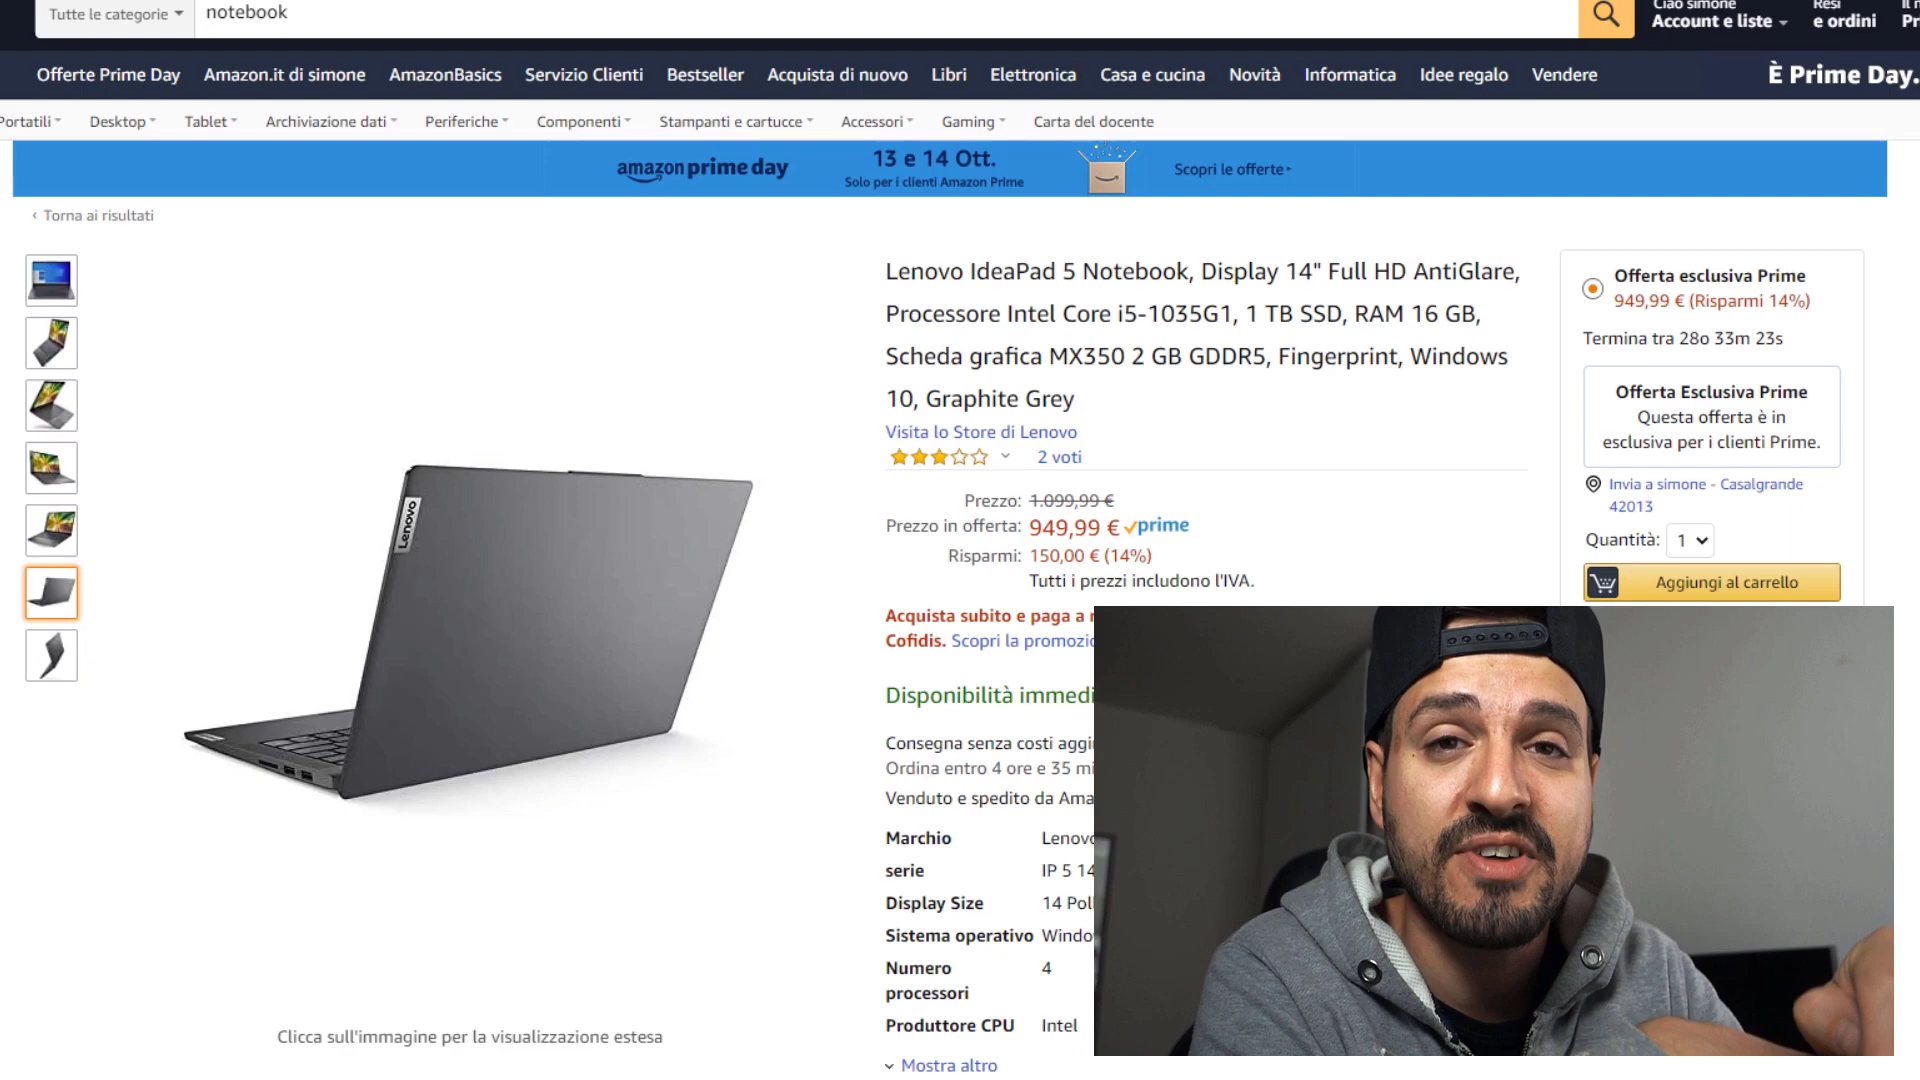 Tutte le categorie
notebook
Ciao simone
Account e liste
Resi
e ordini
Offerte Prime Day
Amazon.it di simone
AmazonBasics
Servizio Clienti
Bestseller
Acquista di nuovo
Libri
Elettronica
Casa e cucina
Novità
Informatica
Idee regalo
Vendere
È Prime Day.
Portatili
Desktop
Tablet
Archiviazione dati
Periferiche
Componenti
Stampanti e cartucce
Accessori
Gaming
Carta del docente
amazon prime day
13 e 14 Ott.
Solo per i clienti Amazon Prime
Scopri le offerte
‹ Torna ai risultati
Lenovo
Clicca sull'immagine per la visualizzazione estesa
Lenovo IdeaPad 5 Notebook, Display 14" Full HD AntiGlare,
Processore Intel Core i5-1035G1, 1 TB SSD, RAM 16 GB,
Scheda grafica MX350 2 GB GDDR5, Fingerprint, Windows
10, Graphite Grey
Visita lo Store di Lenovo
2 voti
Prezzo: 1.099,99 €
Prezzo in offerta: 949,99 € prime
Risparmi: 150,00 € (14%)
Tutti i prezzi includono l'IVA.
Acquista subito e paga a
Cofidis. Scopri la promozi
Disponibilità immedi
Consegna senza costi aggi
Ordina entro 4 ore e 35 mi
Venduto e spedito da Ama
Marchio Lenovo
serie IP 5 14
Display Size 14 Pol
Sistema operativo Windo
Numero 4
processori
Produttore CPU Intel
Mostra altro
Offerta esclusiva Prime
949,99 € (Risparmi 14%)
Termina tra 28o 33m 23s
Offerta Esclusiva Prime
Questa offerta è in
esclusiva per i clienti Prime.
Invia a simone - Casalgrande
42013
Quantità: 1
Aggiungi al carrello